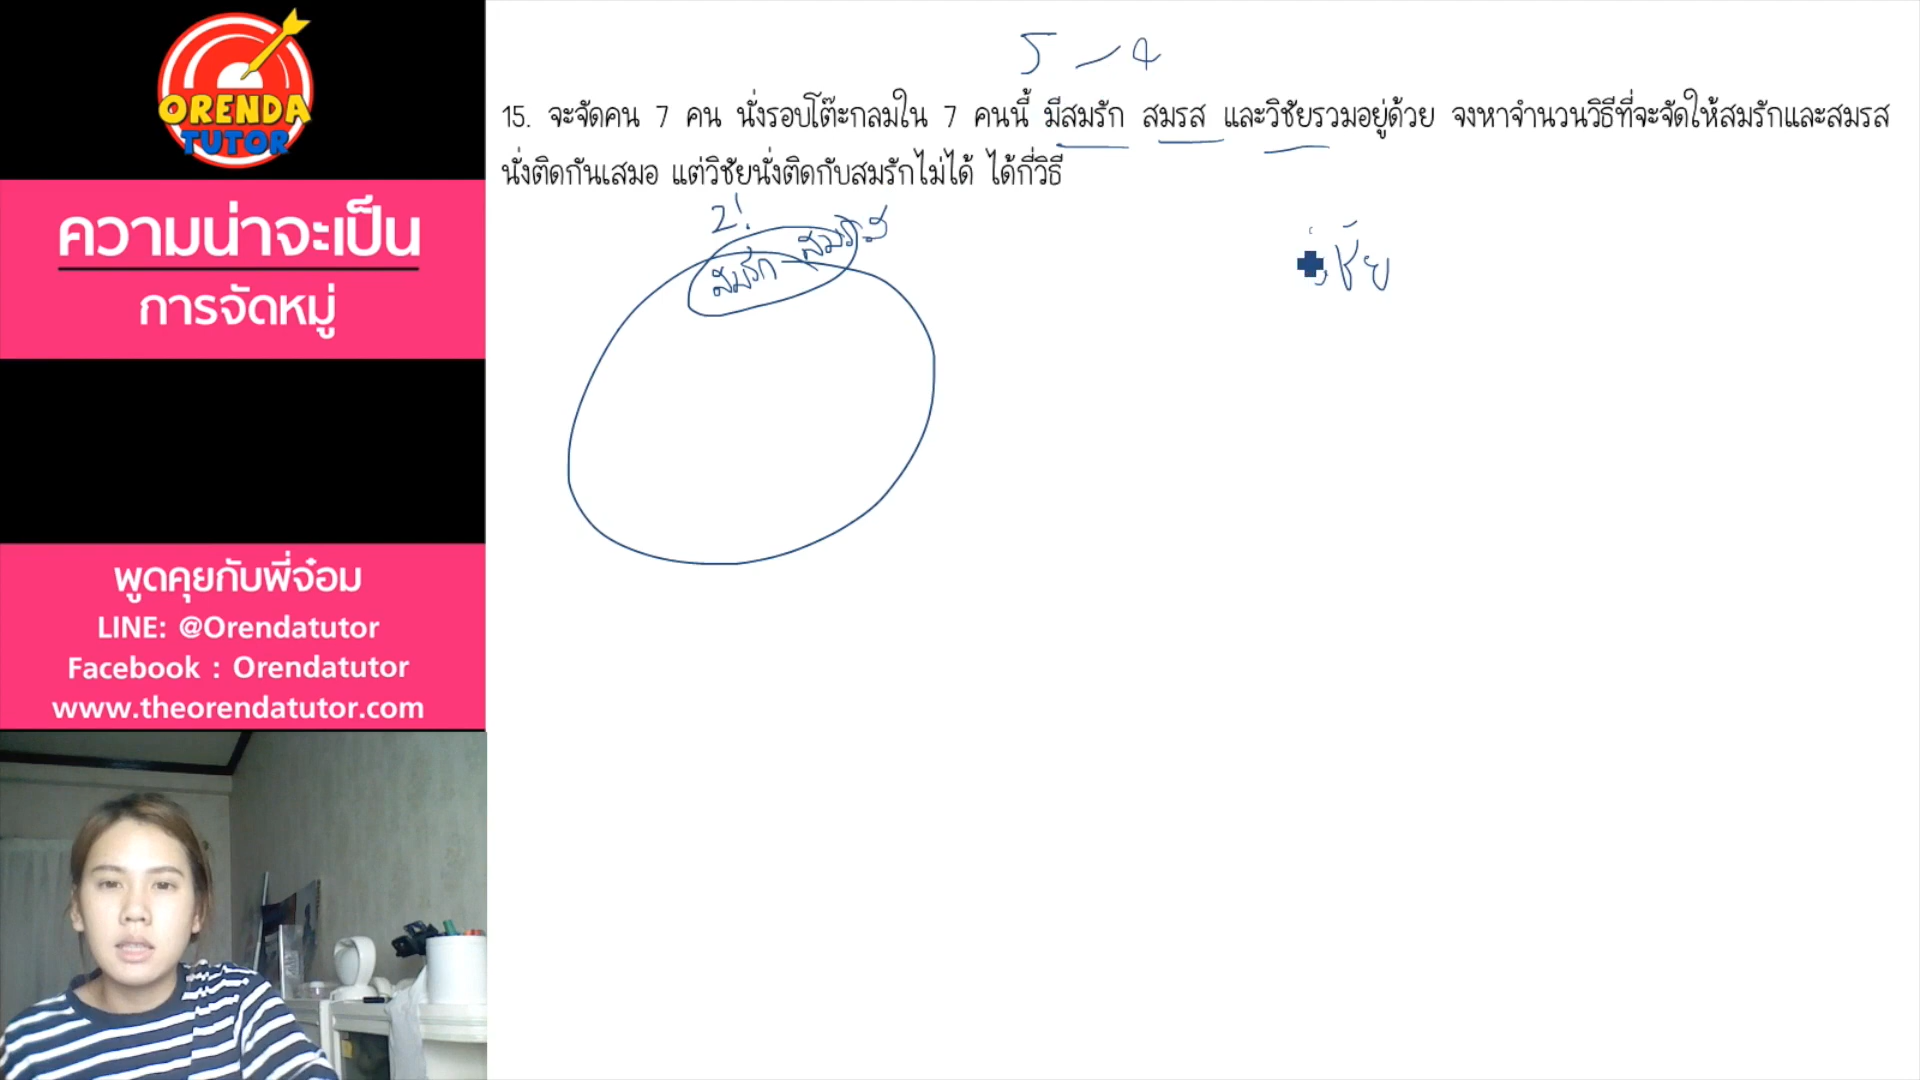 ORENDA
TUTOR
ความน่าจะเป็น
การจัดหมู่
พูดคุยกับพี่จ๋อม
LINE: @Orendatutor
Facebook : Orendatutor
www.theorendatutor.com
5 - 4
15. จะจัดคน 7 คน นั่งรอบโต๊ะกลมใน 7 คนนี้ มีสมรัก สมรส และวิชัยรวมอยู่ด้วย จงหาจำนวนวิธีที่จะจัดให้สมรักและสมรส
นั่งติดกันเสมอ แต่วิชัยนั่งติดกับสมรักไม่ได้ ได้กี่วิธี
2!
สมรัก - สมรส
ชัย